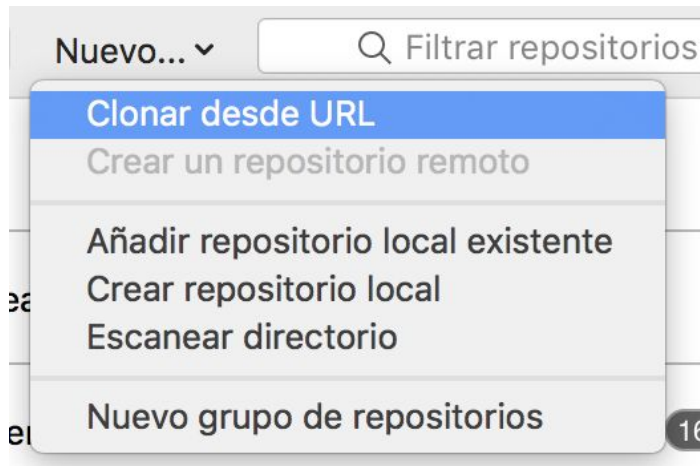 Nuevo...
Filtrar repositorios
Clonar desde URL
Crear un repositorio remoto
Añadir repositorio local existente
Crear repositorio local
Escanear directorio
Nuevo grupo de repositorios
16